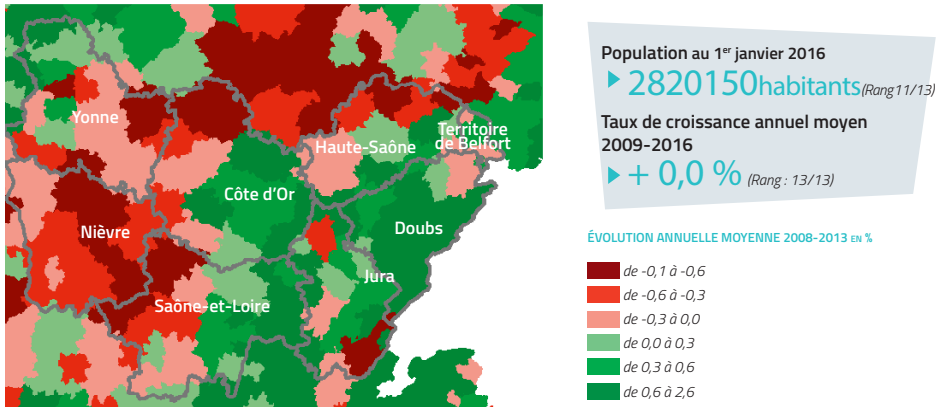 Yonne
Haute-Saône
Territoire
de Belfort
Côte d'Or
Nièvre
Doubs
Jura
Saône-et-Loire
Population au 1er janvier 2016
2820150habitants(Rang11/13)
Taux de croissance annuel moyen
2009-2016
+ 0,0 % (Rang : 13/13)
ÉVOLUTION ANNUELLE MOYENNE 2008-2013 EN %
de -0,1 à -0,6
de -0,6 à -0,3
de -0,3 à 0,0
de 0,0 à 0,3
de 0,3 à 0,6
de 0,6 à 2,6